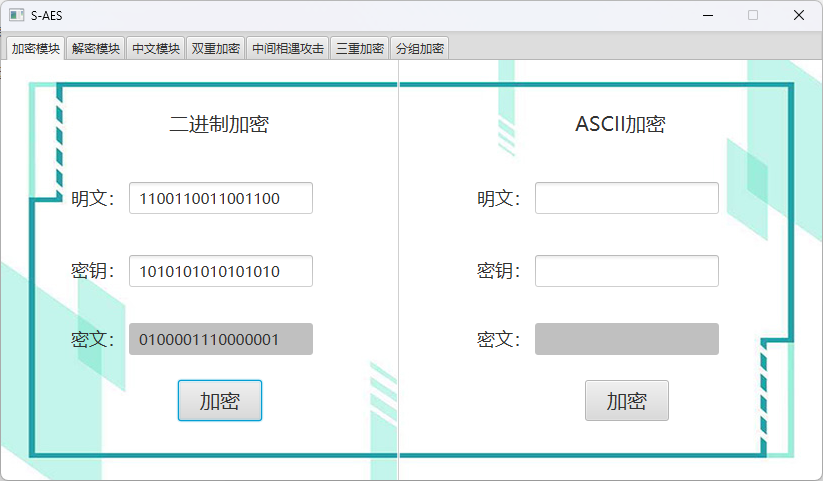 S-AES
加密模块 解密模块 中文模块 双重加密 中间相遇攻击 三重加密 分组加密
二进制加密
明文: 1100110011001100
密钥: 1010101010101010
密文: 0100001110000001
加密
ASCII加密
明文:
密钥:
密文:
加密